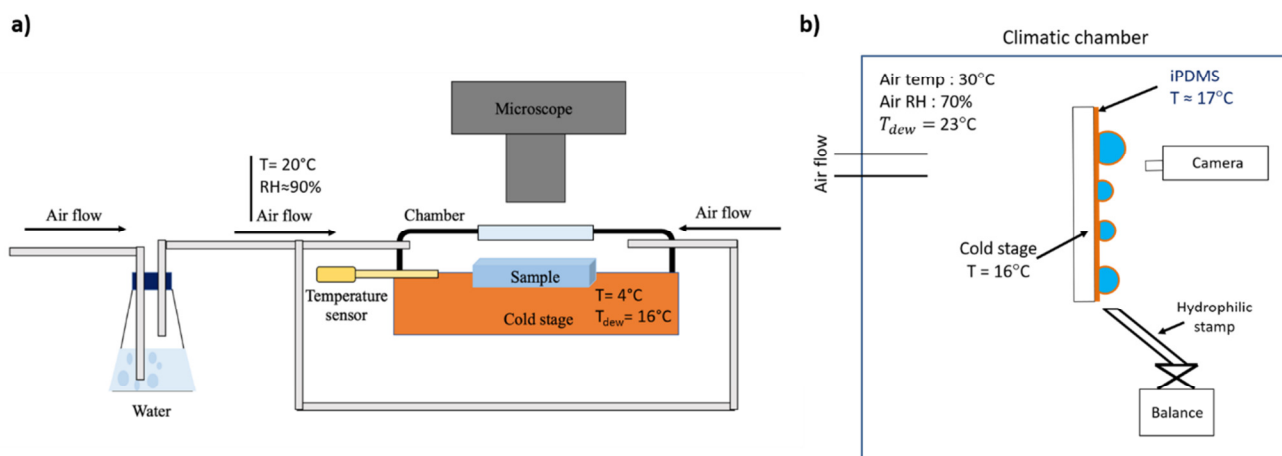 a)
Microscope
T= 20°C
RH≈90%
Air flow
Air flow
Chamber
Air flow
Sample
Temperature
sensor
T= 4°C
Cold stage
Tdew= 16°C
Water
b)
Climatic chamber
Air temp : 30°C
Air RH : 70%
Tdew = 23°C
iPDMS
T ≈ 17°C
Air flow
Camera
Cold stage
T = 16°C
Hydrophilic
stamp
Balance